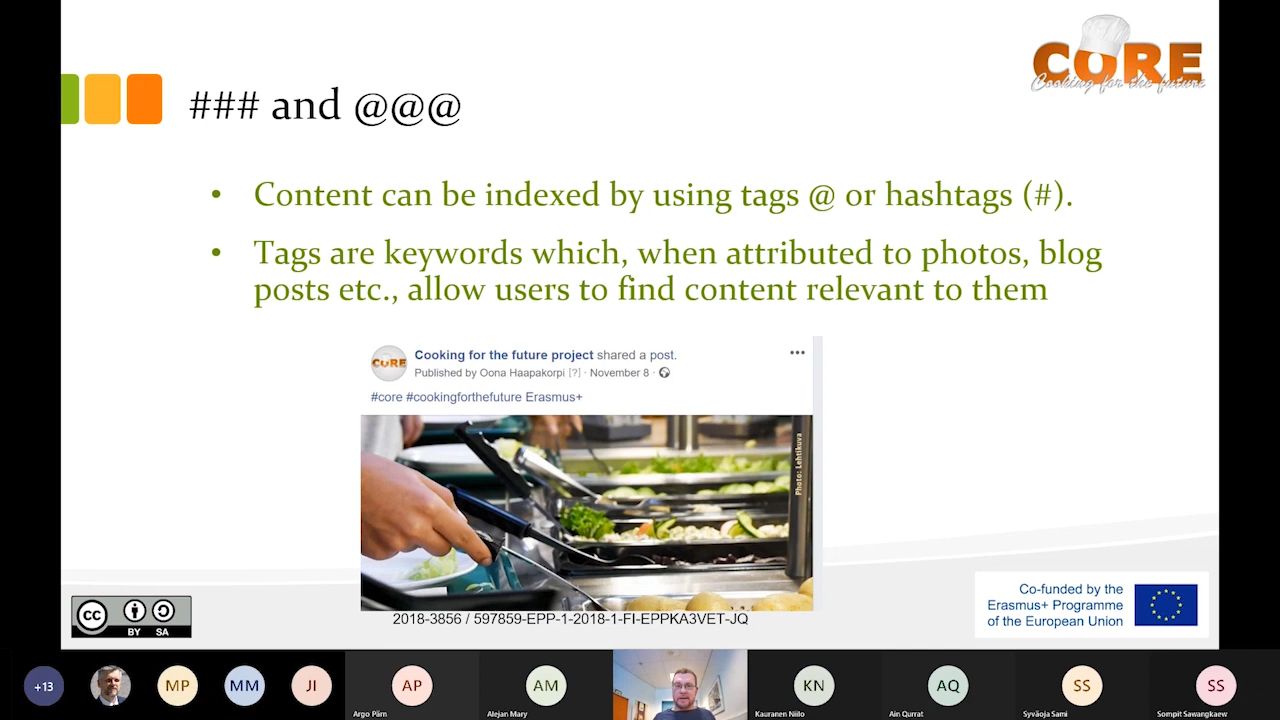 CORE
Cooking for the future
### and @@@
• Content can be indexed by using tags @ or hashtags (#).
• Tags are keywords which, when attributed to photos, blog
posts etc., allow users to find content relevant to them
CORE
Cooking for the future project shared a post.
Published by Oona Haapakorpi [?] · November 8 ·
#core #cookingforthefuture Erasmus+
Photo: Lehtikuva
2018-3856 / 597859-EPP-1-2018-1-FI-EPPKA3VET-JQ
cc BY SA
Co-funded by the
Erasmus+ Programme
of the European Union
+13
MP
MM
JI
AP
Argo Pärn
AM
Alejan Mary
KN
Kauranen Niilo
AQ
Ain Qurrat
SS
Syväoja Sami
SS
Sompit Sawangkaew